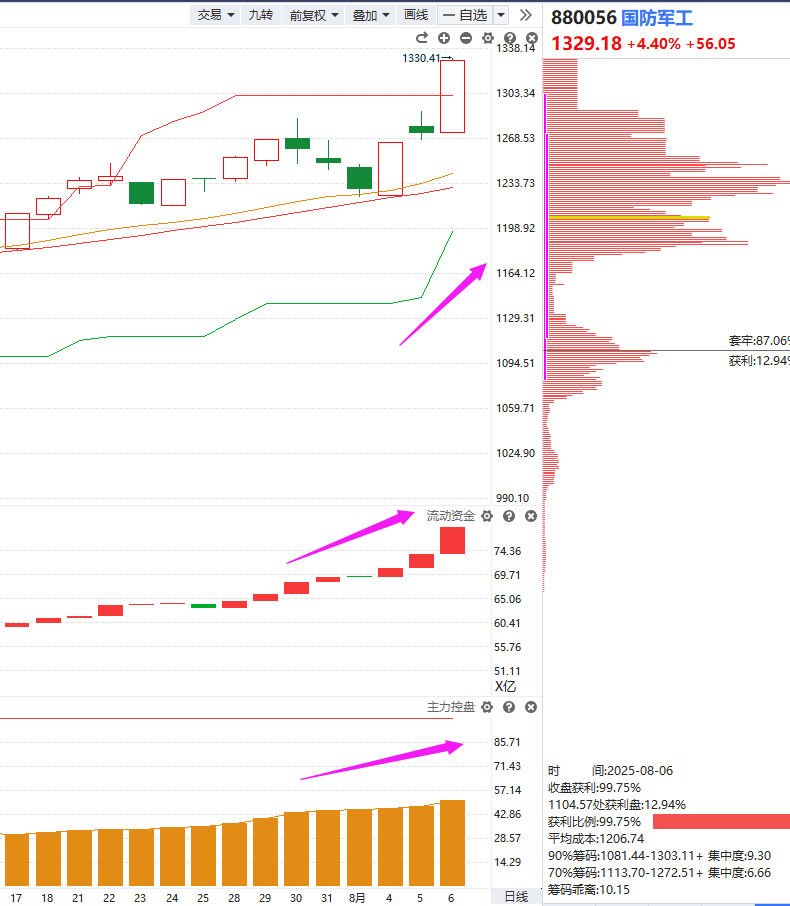 交易 九转 前复权 叠加 画线 一 自选
880056 国防军工
1329.18 +4.40% +56.05
1338.14
1330.41
1303.34
1268.53
1233.73
1198.92
1164.12
1129.31
1094.51
1059.71
1024.90
990.10
套牢:87.06%
获利:12.94%
流动资金
74.36
69.71
65.06
60.41
55.76
51.11
X亿
主力控盘
85.71
71.43
57.14
42.86
28.57
14.29
17 18 21 22 23 24 25 28 29 30 31 8月 4 5 6 日线
时 间:2025-08-06
收盘获利:99.75%
1104.57处获利盘:12.94%
获利比例:99.75%
平均成本:1206.74
90%筹码:1081.44-1303.11+ 集中度:9.30
70%筹码:1113.70-1272.51+ 集中度:6.66
筹码乖离:10.15